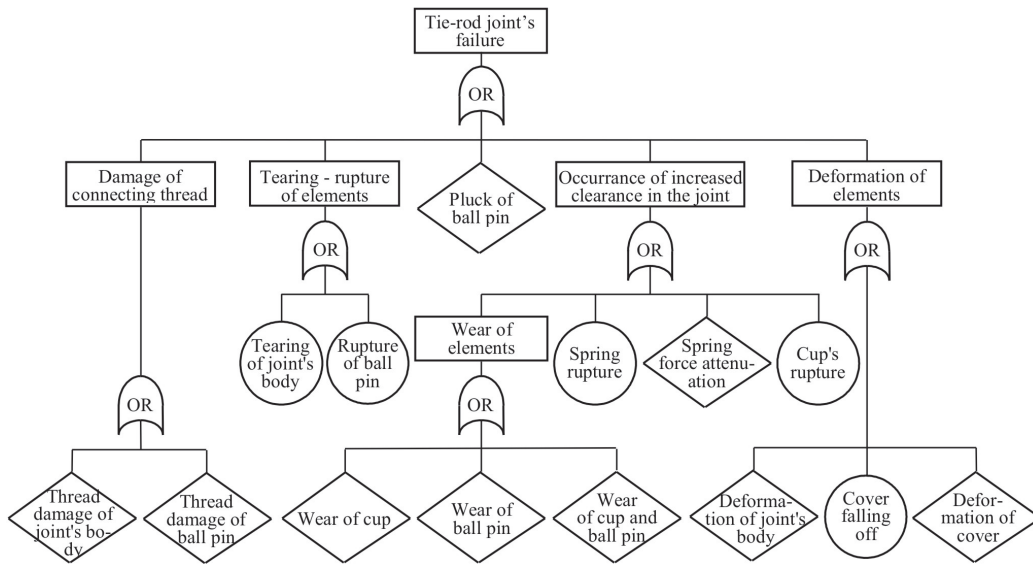 Tie-rod joint's
failure
OR
Damage of
connecting thread
Tearing - rupture
of elements
Pluck of
ball pin
Occurrance of increased
clearance in the joint
Deformation of
elements
OR
OR
OR
Tearing
of joint's
body
Rupture
of ball
pin
Wear of
elements
Spring
rupture
Spring
force attenu-
ation
Cup's
rupture
OR
OR
Thread
damage of
joint's bo-
dy
Thread
damage of
ball pin
Wear of cup
Wear of
ball pin
Wear
of cup and
ball pin
Deforma-
tion of joint's
body
Cover
falling
off
Defor-
mation of
cover